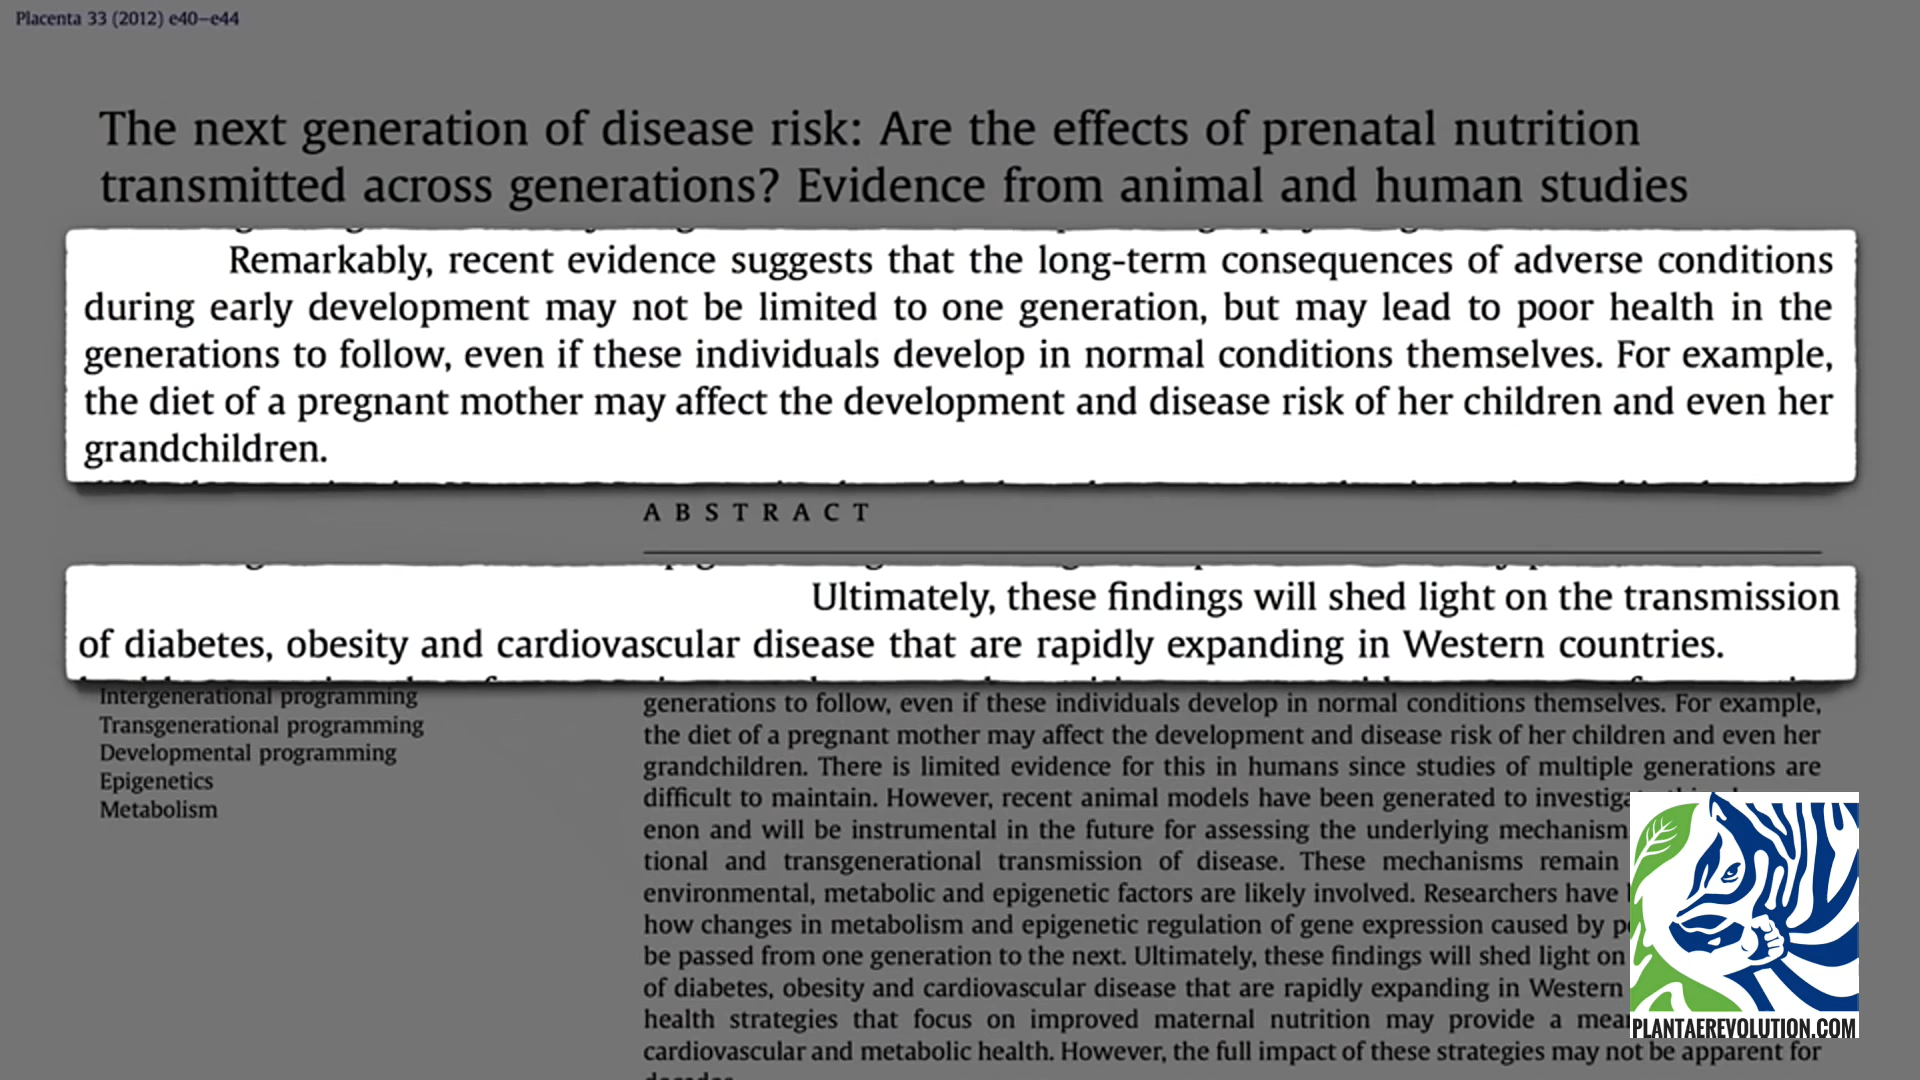 Placenta 33 (2012) e40–e44
The next generation of disease risk: Are the effects of prenatal nutrition
transmitted across generations? Evidence from animal and human studies
Remarkably, recent evidence suggests that the long-term consequences of adverse conditions
during early development may not be limited to one generation, but may lead to poor health in the
generations to follow, even if these individuals develop in normal conditions themselves. For example,
the diet of a pregnant mother may affect the development and disease risk of her children and even her
grandchildren.
ABSTRACT
Ultimately, these findings will shed light on the transmission
of diabetes, obesity and cardiovascular disease that are rapidly expanding in Western countries.
Intergenerational programming
Transgenerational programming
Developmental programming
Epigenetics
Metabolism
generations to follow, even if these individuals develop in normal conditions themselves. For example,
the diet of a pregnant mother may affect the development and disease risk of her children and even her
grandchildren. There is limited evidence for this in humans since studies of multiple generations are
difficult to maintain. However, recent animal models have been generated to
enon and will be instrumental in the future for assessing the underlying
tional and transgenerational transmission of disease. These mechanisms remain
environmental, metabolic and epigenetic factors are likely involved. Researchers have
how changes in metabolism and epigenetic regulation of gene expression caused by
be passed from one generation to the next. Ultimately, these findings will shed light on
of diabetes, obesity and cardiovascular disease that are rapidly expanding in Western
health strategies that focus on improved maternal nutrition may provide a
cardiovascular and metabolic health. However, the full impact of these strategies may not be apparent for
PLANTAEREVOLUTION.COM